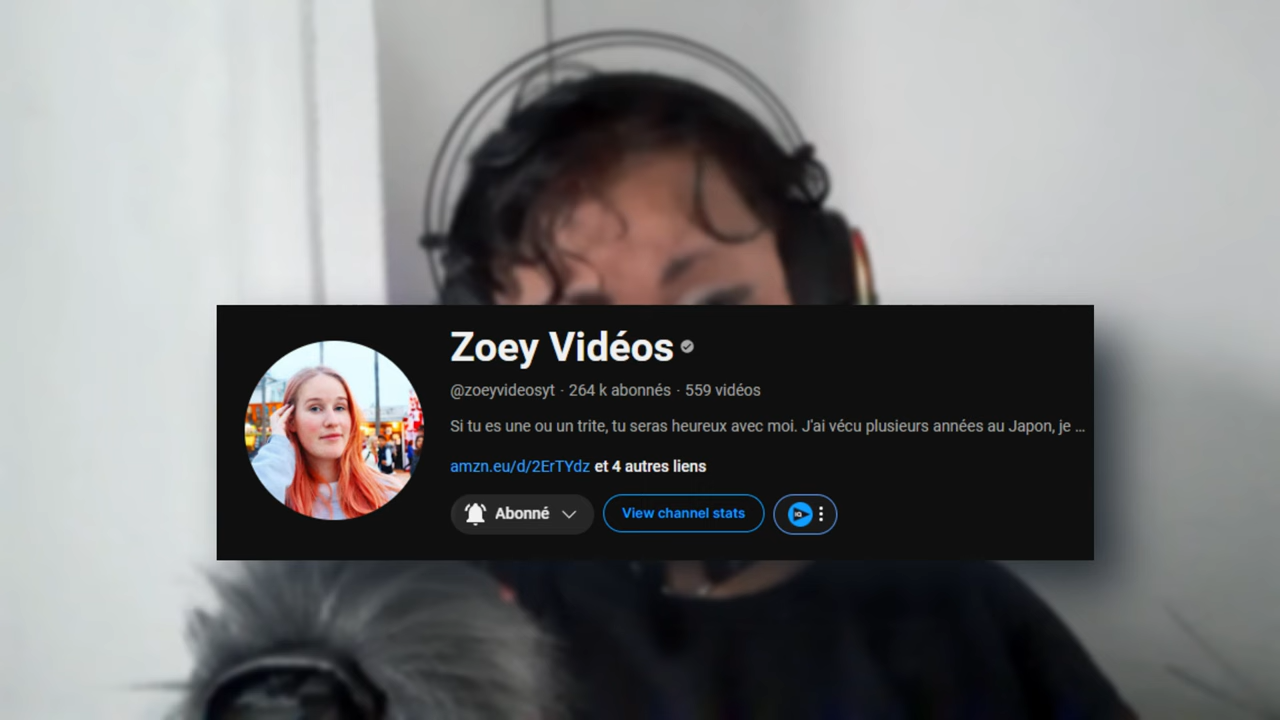 Zoey Vidéos
@zoeyvideosyt · 264 k abonnés · 559 vidéos
Si tu es une ou un trite, tu seras heureux avec moi. J'ai vécu plusieurs années au Japon, je ...
amzn.eu/d/2ErTYdz et 4 autres liens
Abonné
View channel stats
IQ